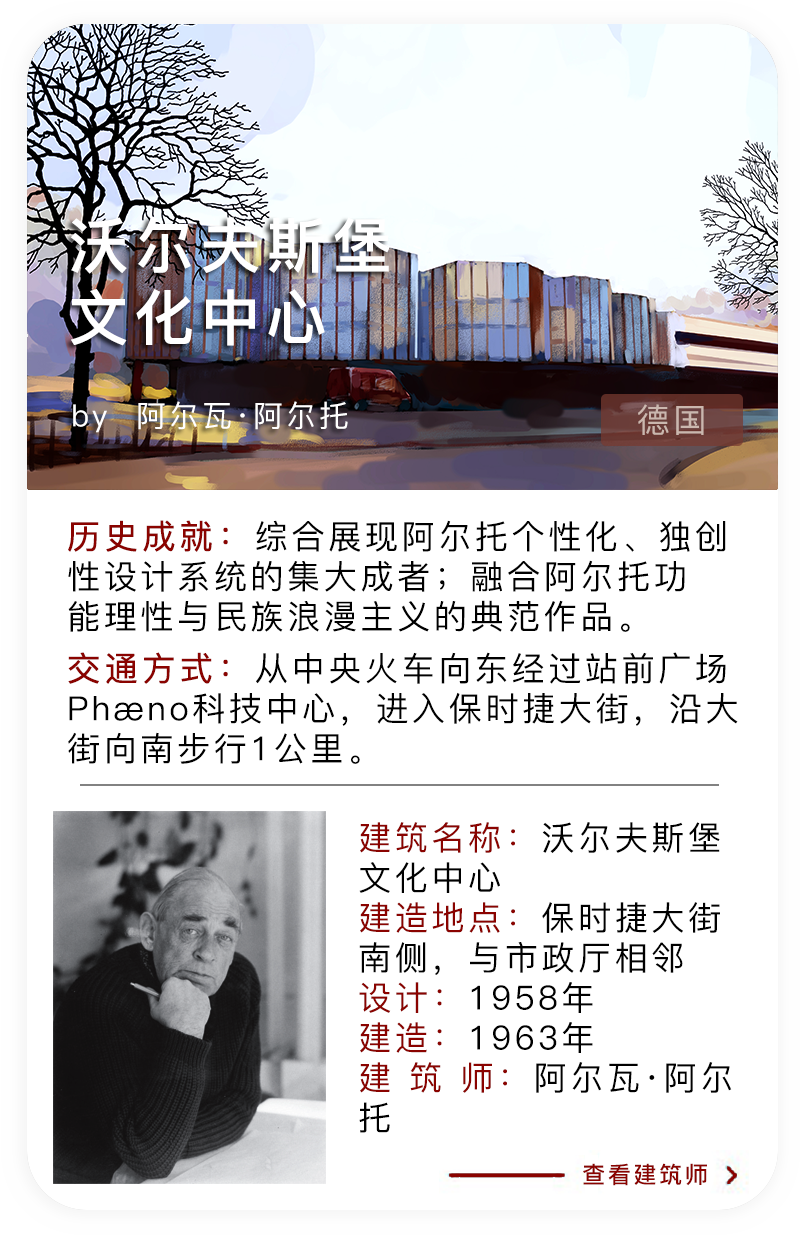 沃尔夫斯堡
文化中心
by 阿尔瓦·阿尔托
德国
历史成就：综合展现阿尔托个性化、独创
性设计系统的集大成者；融合阿尔托功
能理性与民族浪漫主义的典范作品。
交通方式：从中央火车向东经过站前广场
Phæno科技中心，进入保时捷大街，沿大
街向南步行1公里。
建筑名称：沃尔夫斯堡
文化中心
建造地点：保时捷大街
南侧，与市政厅相邻
设计：1958年
建造：1963年
建 筑 师：阿尔瓦·阿尔
托
查看建筑师 >